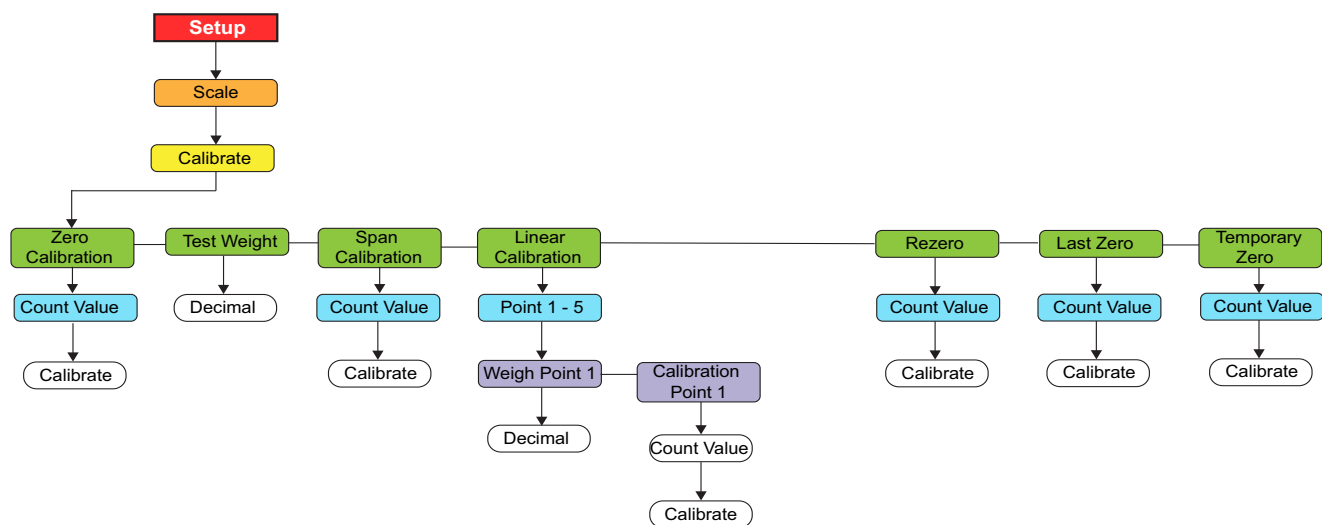 Setup
Scale
Calibrate
Zero
Calibration
Test Weight
Span
Calibration
Linear
Calibration
Rezero
Last Zero
Temporary
Zero
Count Value
Decimal
Count Value
Point 1 - 5
Count Value
Count Value
Count Value
Calibrate
Calibrate
Weigh Point 1
Calibration
Point 1
Calibrate
Calibrate
Calibrate
Decimal
Count Value
Calibrate